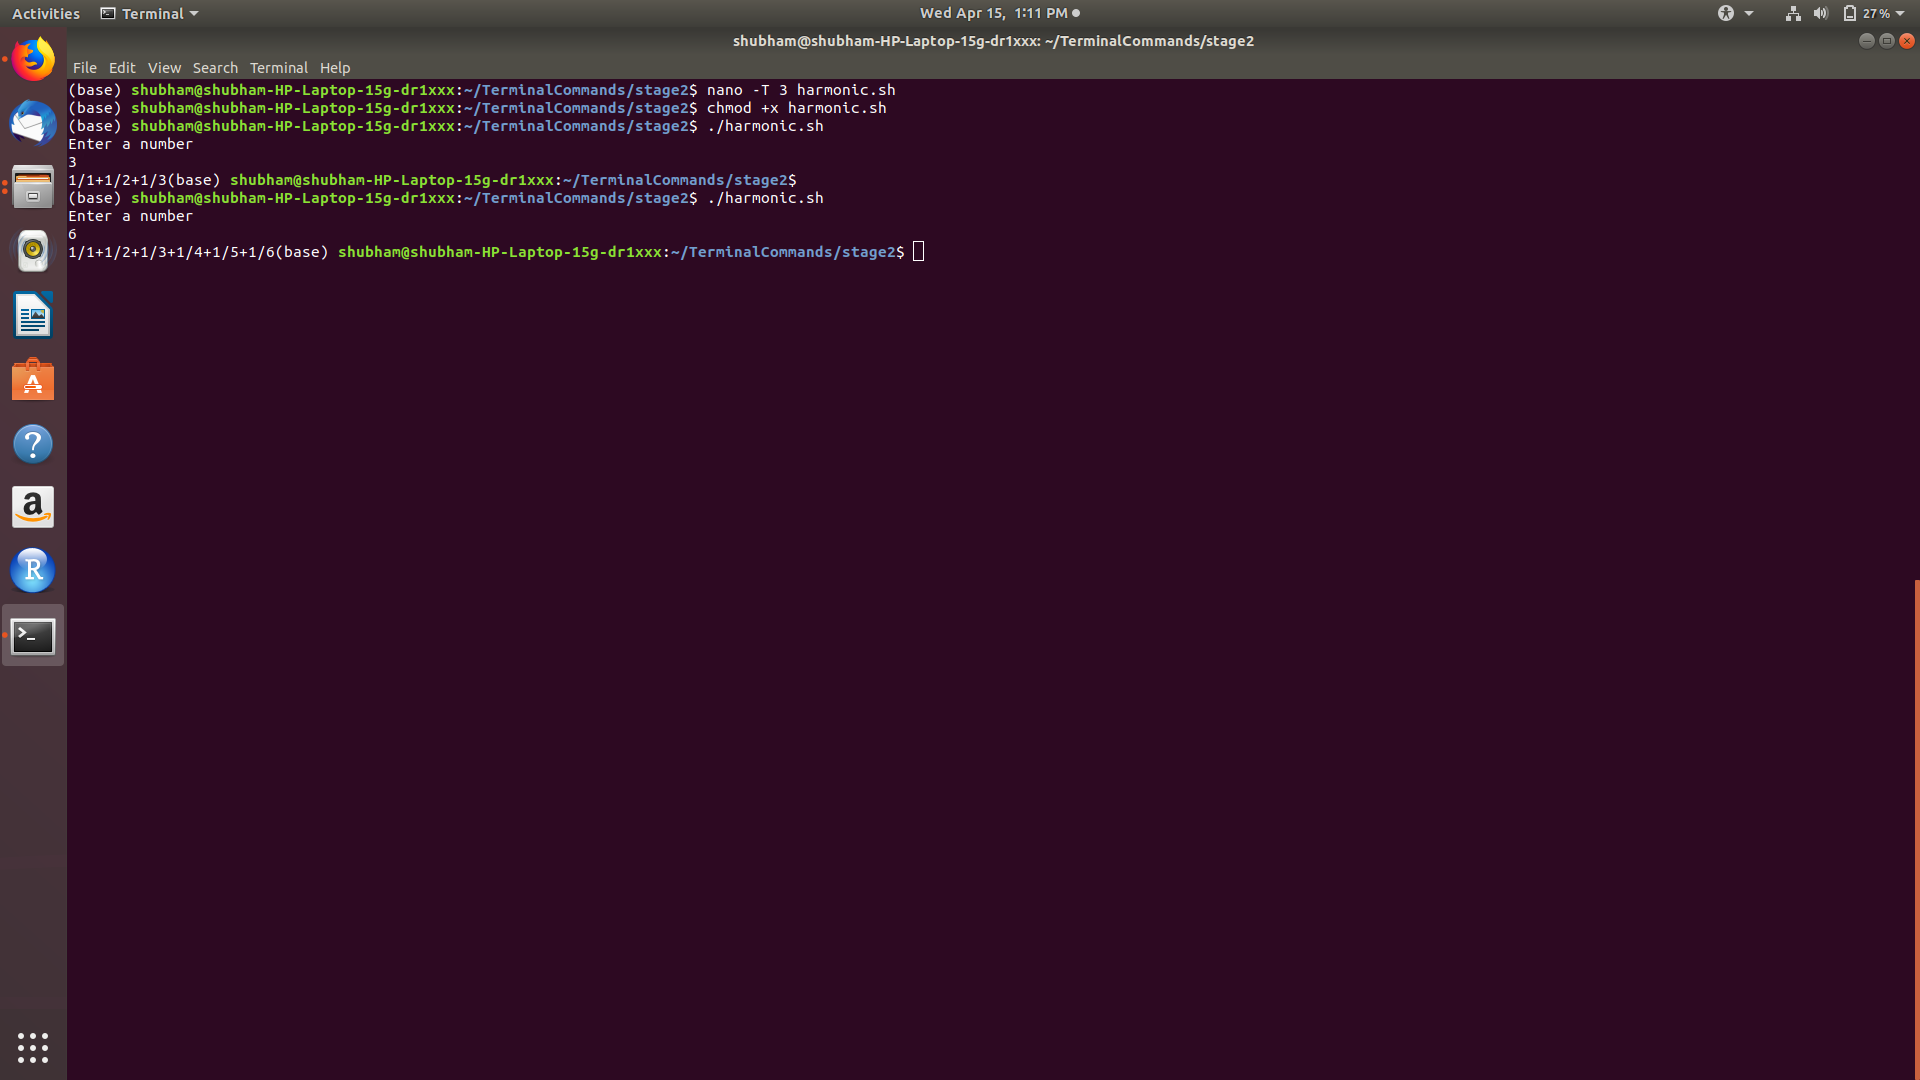 Activities Terminal Wed Apr 15, 1:11 PM 27%
shubham@shubham-HP-Laptop-15g-dr1xxx: ~/TerminalCommands/stage2
File Edit View Search Terminal Help
(base) shubham@shubham-HP-Laptop-15g-dr1xxx:~/TerminalCommands/stage2$ nano -T 3 harmonic.sh
(base) shubham@shubham-HP-Laptop-15g-dr1xxx:~/TerminalCommands/stage2$ chmod +x harmonic.sh
(base) shubham@shubham-HP-Laptop-15g-dr1xxx:~/TerminalCommands/stage2$ ./harmonic.sh
Enter a number
3
1/1+1/2+1/3(base) shubham@shubham-HP-Laptop-15g-dr1xxx:~/TerminalCommands/stage2$
(base) shubham@shubham-HP-Laptop-15g-dr1xxx:~/TerminalCommands/stage2$ ./harmonic.sh
Enter a number
6
1/1+1/2+1/3+1/4+1/5+1/6(base) shubham@shubham-HP-Laptop-15g-dr1xxx:~/TerminalCommands/stage2$